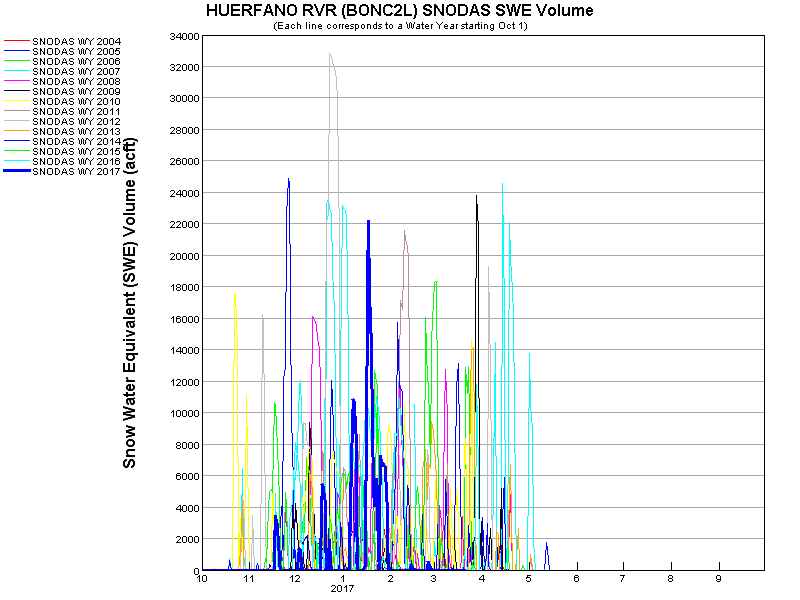 HUERFANO RVR (BONC2L) SNODAS SWE Volume
(Each line corresponds to a Water Year starting Oct 1)
SNODAS WY 2004
SNODAS WY 2005
SNODAS WY 2006
SNODAS WY 2007
SNODAS WY 2008
SNODAS WY 2009
SNODAS WY 2010
SNODAS WY 2011
SNODAS WY 2012
SNODAS WY 2013
SNODAS WY 2014
SNODAS WY 2015
SNODAS WY 2016
SNODAS WY 2017
Snow Water Equivalent (SWE) Volume (acft)
34000
32000
30000
28000
26000
24000
22000
20000
18000
16000
14000
12000
10000
8000
6000
4000
2000
0
10 11 12 1 2 3 4 5 6 7 8 9
2017